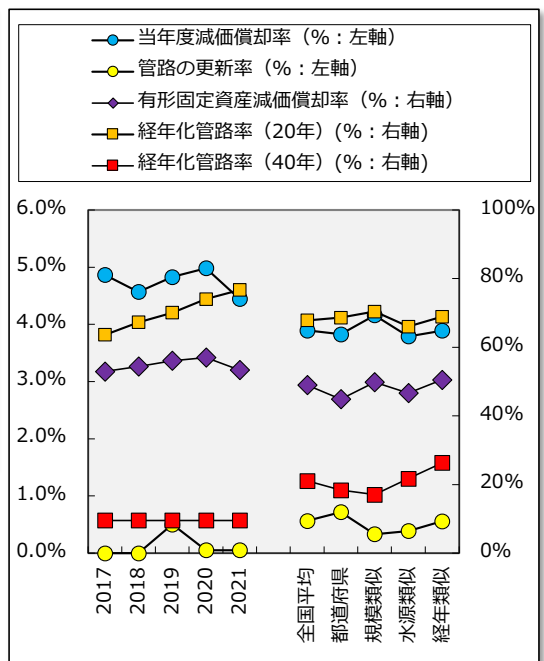 当年度減価償却率（%：左軸）
管路の更新率（%：左軸）
有形固定資産減価償却率（%：右軸）
経年化管路率（20年）(%：右軸)
経年化管路率（40年）(%：右軸)
6.0%
5.0%
4.0%
3.0%
2.0%
1.0%
0.0%
100%
80%
60%
40%
20%
0%
2017
2018
2019
2020
2021
全国平均
都道府県
規模類似
水源類似
経年類似